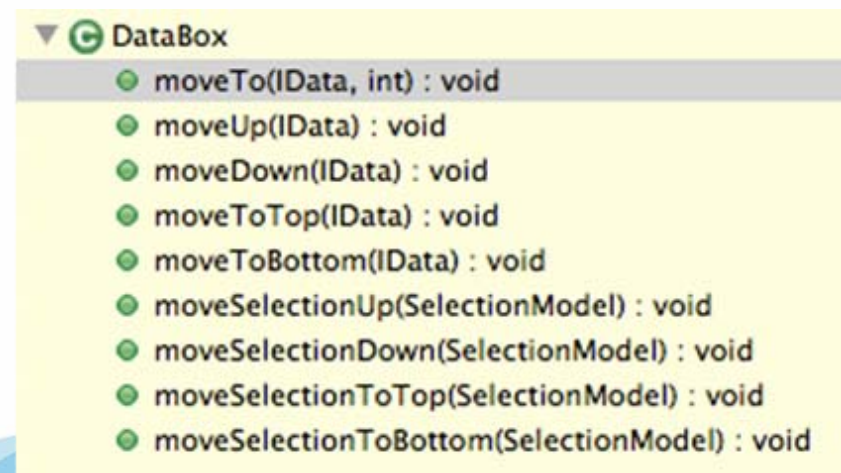 DataBox
moveTo(IData, int) : void
moveUp(IData) : void
moveDown(IData) : void
moveToTop(IData) : void
moveToBottom(IData) : void
moveSelectionUp(SelectionModel) : void
moveSelectionDown(SelectionModel) : void
moveSelectionToTop(SelectionModel) : void
moveSelectionToBottom(SelectionModel) : void